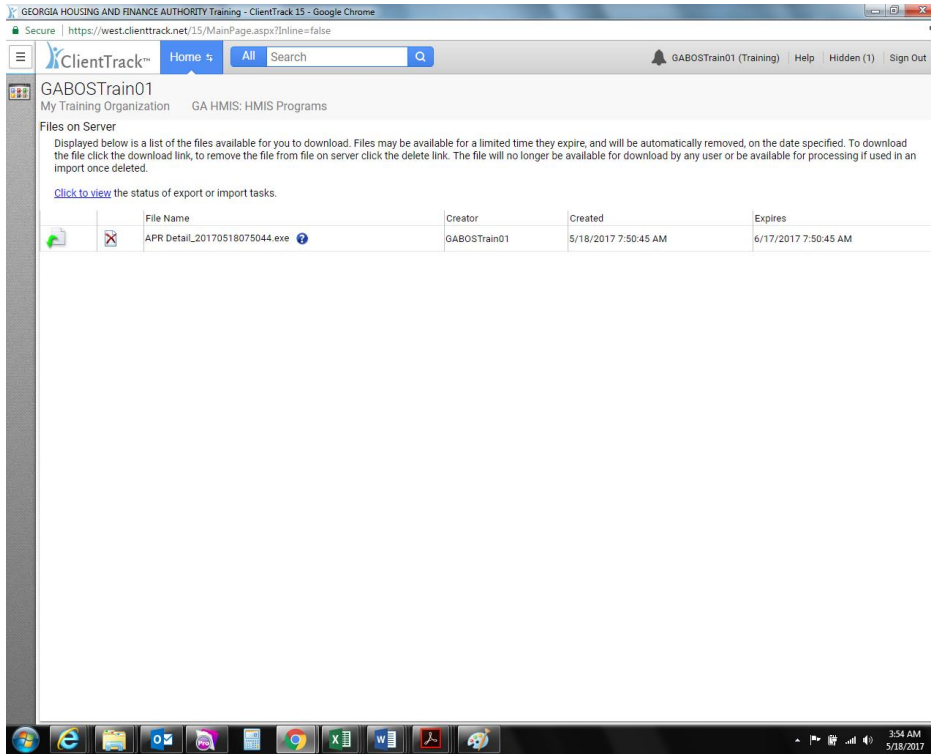 GEORGIA HOUSING AND FINANCE AUTHORITY Training - ClientTrack 15 - Google Chrome
Secure | https://west.clienttrack.net/15/MainPage.aspx?Inline=false
ClientTrack™ Home All Search GABOSTrain01 (Training) Help Hidden (1) Sign Out
GABOSTrain01
My Training Organization GA HMIS: HMIS Programs
Files on Server
Displayed below is a list of the files available for you to download. Files may be available for a limited time they expire, and will be automatically removed, on the date specified. To download
the file click the download link, to remove the file from file on server click the delete link. The file will no longer be available for download by any user or be available for processing if used in an
import once deleted.
Click to view the status of export or import tasks.
File Name Creator Created Expires
APR Detail_20170518075044.exe GABOSTrain01 5/18/2017 7:50:45 AM 6/17/2017 7:50:45 AM
3:54 AM
5/18/2017